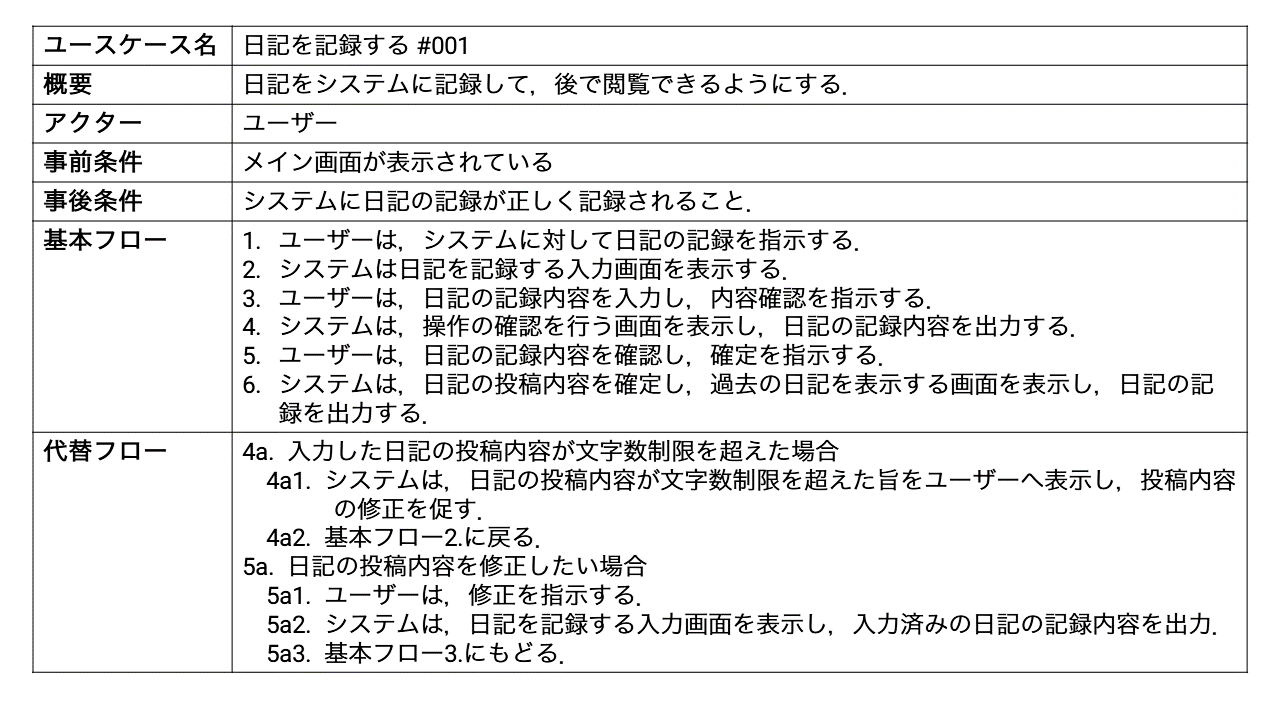 ユースケース名 日記を記録する #001
概要 日記をシステムに記録して，後で閲覧できるようにする．
アクター ユーザー
事前条件 メイン画面が表示されている
事後条件 システムに日記の記録が正しく記録されること．
基本フロー 1. ユーザーは，システムに対して日記の記録を指示する．
2. システムは日記を記録する入力画面を表示する．
3. ユーザーは，日記の記録内容を入力し，内容確認を指示する．
4. システムは，操作の確認を行う画面を表示し，日記の記録内容を出力する．
5. ユーザーは，日記の記録内容を確認し，確定を指示する．
6. システムは，日記の投稿内容を確定し，過去の日記を表示する画面を表示し，日記の記
録を出力する．
代替フロー 4a. 入力した日記の投稿内容が文字数制限を超えた場合
4a1. システムは，日記の投稿内容が文字数制限を超えた旨をユーザーへ表示し，投稿内容
の修正を促す．
4a2. 基本フロー2.に戻る．
5a. 日記の投稿内容を修正したい場合
5a1. ユーザーは，修正を指示する．
5a2. システムは，日記を記録する入力画面を表示し，入力済みの日記の記録内容を出力．
5a3. 基本フロー3.にもどる．